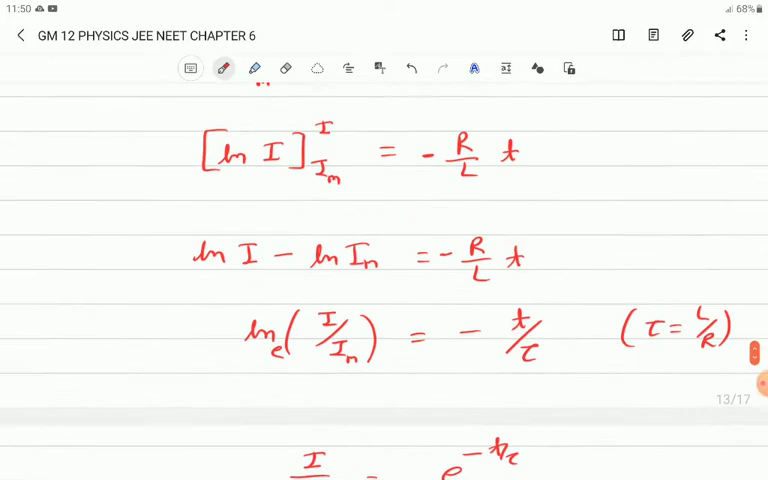 11:50 68%
GM 12 PHYSICS JEE NEET CHAPTER 6
[ln I]_{I_m}^{I} = - R/L t
ln I - ln I_m = - R/L t
ln_e (I/I_m) = - t/τ (τ = L/R)
13/17
I = e^{-t/τ}